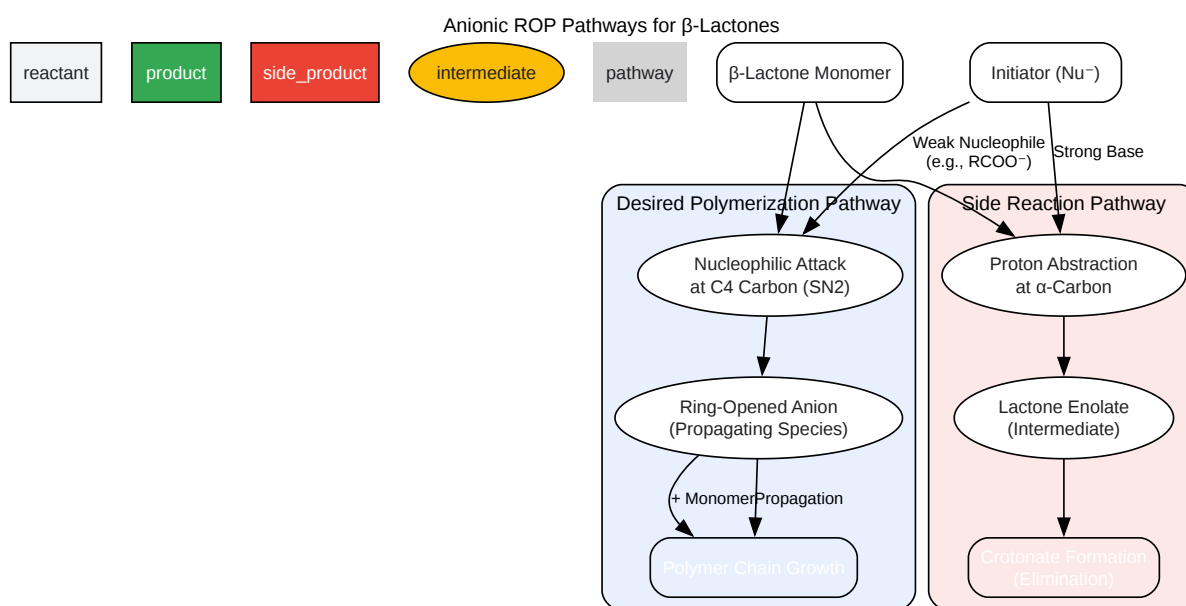 Anionic ROP Pathways for β-Lactones
reactant
product
side_product
intermediate
pathway
β-Lactone Monomer
Initiator (Nu⁻)
Weak Nucleophile
(e.g., RCOO⁻)
Strong Base
Desired Polymerization Pathway
Side Reaction Pathway
Nucleophilic Attack
at C4 Carbon (SN2)
Proton Abstraction
at α-Carbon
Ring-Opened Anion
(Propagating Species)
Lactone Enolate
(Intermediate)
+ Monomer
Propagation
Polymer Chain Growth
Crotonate Formation
(Elimination)